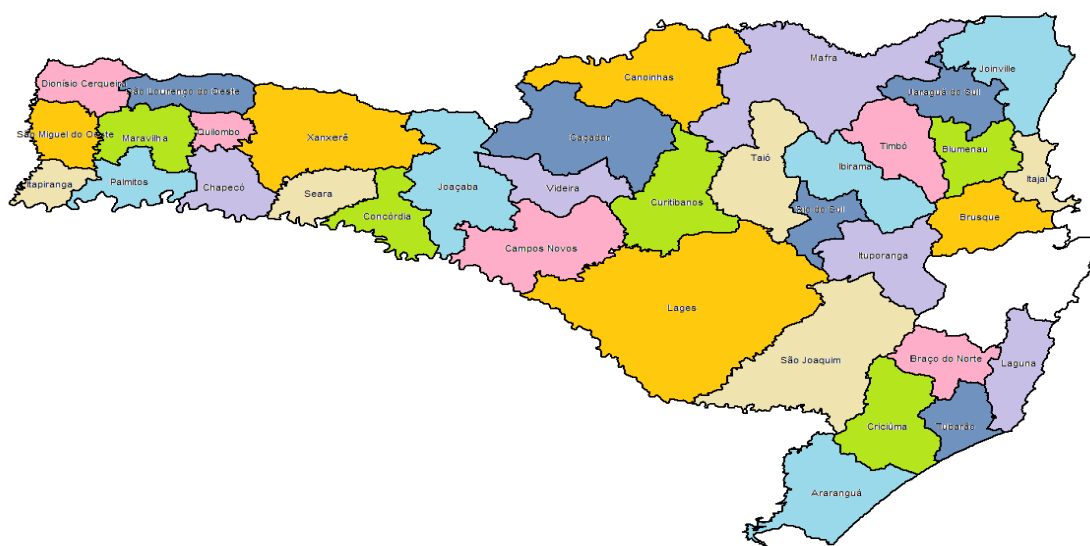 Mafra
Joinville
Canoinhas
Dionísio Cerqueira
São Lourenço do Oeste
Jaraguá do Sul
São Miguel do Oeste
Maravilha
Quilombo
Xanxerê
Caçador
Timbó
Blumenau
Taió
Ibirama
Itapiranga
Palmitos
Chapecó
Seara
Joaçaba
Videira
Itajaí
Concórdia
Curitibanos
Rio do Sul
Brusque
Campos Novos
Ituporanga
Lages
São Joaquim
Braço do Norte
Laguna
Criciúma
Tubarão
Araranguá